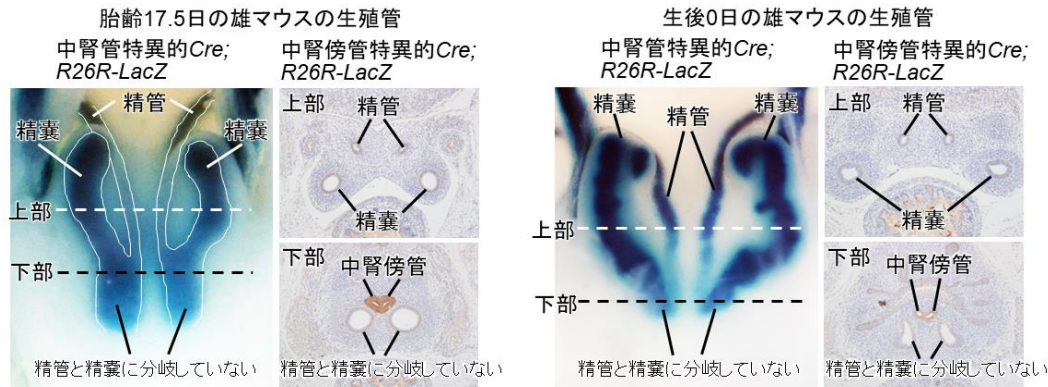 胎齢17.5日の雄マウスの生殖管
中腎管特異的Cre;
R26R-LacZ
中腎傍管特異的Cre;
R26R-LacZ
精管
精嚢
精嚢
上部
下部
精管と精嚢に分岐していない
上部
精管
精嚢
下部
中腎傍管
精管と精嚢に分岐していない
生後0日の雄マウスの生殖管
中腎管特異的Cre;
R26R-LacZ
中腎傍管特異的Cre;
R26R-LacZ
精嚢
精管
精嚢
上部
下部
精管と精嚢に分岐していない
上部
精管
精嚢
下部
中腎傍管
精管と精嚢に分岐していない